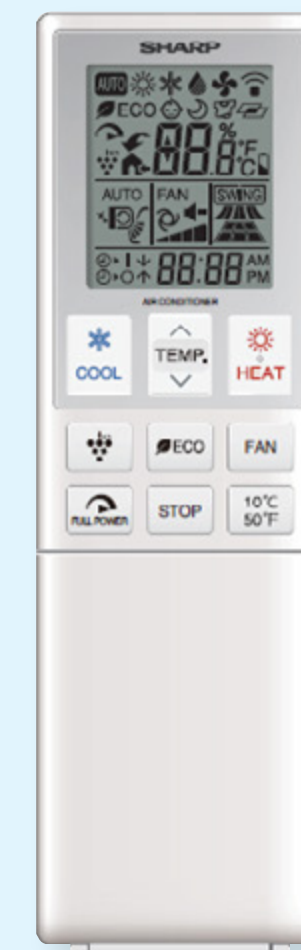 SHARP
AUTO
ECO
88.8 % °F °C
AUTO FAN SWING
88:88 AM
PM
AIR CONDITIONER
COOL TEMP. HEAT
ECO FAN
FULL POWER STOP 10°C
50°F